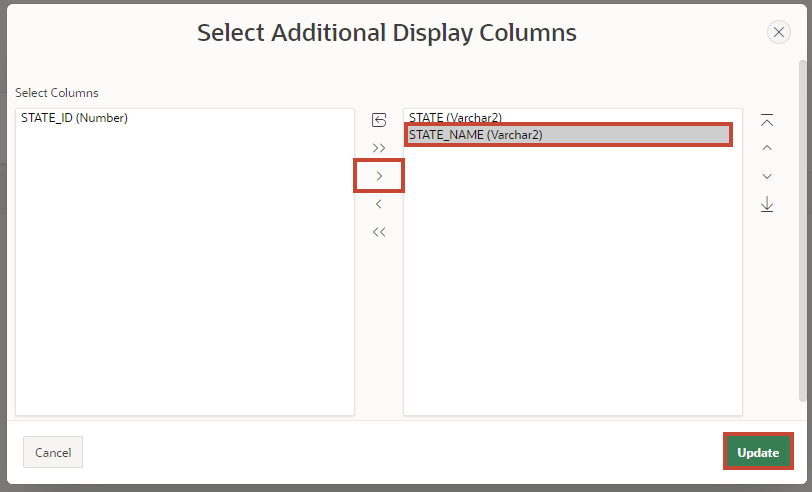 Select Additional Display Columns
Select Columns
STATE_ID (Number)
STATE (Varchar2)
STATE_NAME (Varchar2)
Cancel
Update